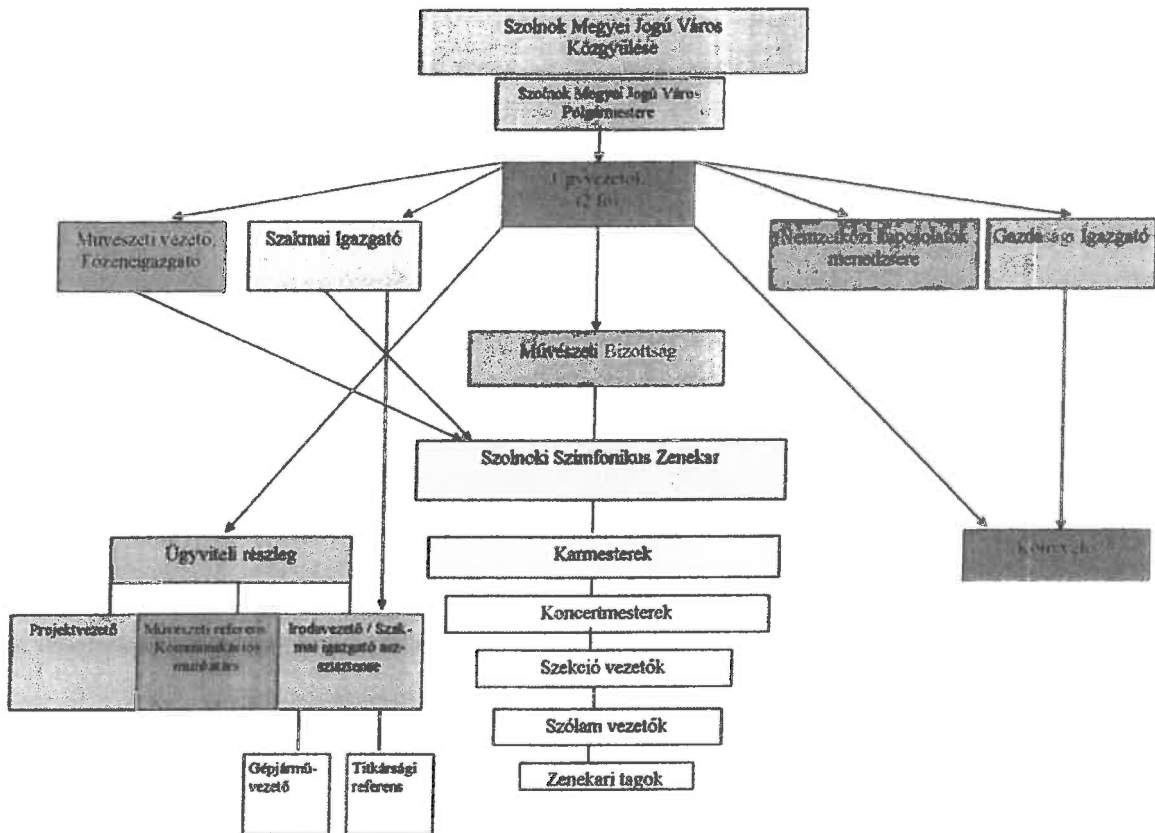 Szolnok Megyei Jogú Város
Közgyűlése
Szolnok Megyei Jogú Város
Polgármestere
Ügyvezetők
(2 fő)
Művészeti vezető,
Főzeneigazgató
Szakmai Igazgató
Nemzetközi kapcsolatok
menedzsere
Gazdasági Igazgató
Művészeti Bizottság
Szolnoki Szimfonikus Zenekar
Ügyviteli részleg
Karmesterek
Könyvelő
Projektvezető
Művészeti referens
Kommunikációs
munkatárs
Irodavezető / Szak-
mai igazgató asz-
szisztense
Koncertmesterek
Szekció vezetők
Szólam vezetők
Gépjármű-
vezető
Titkársági
referens
Zenekari tagok